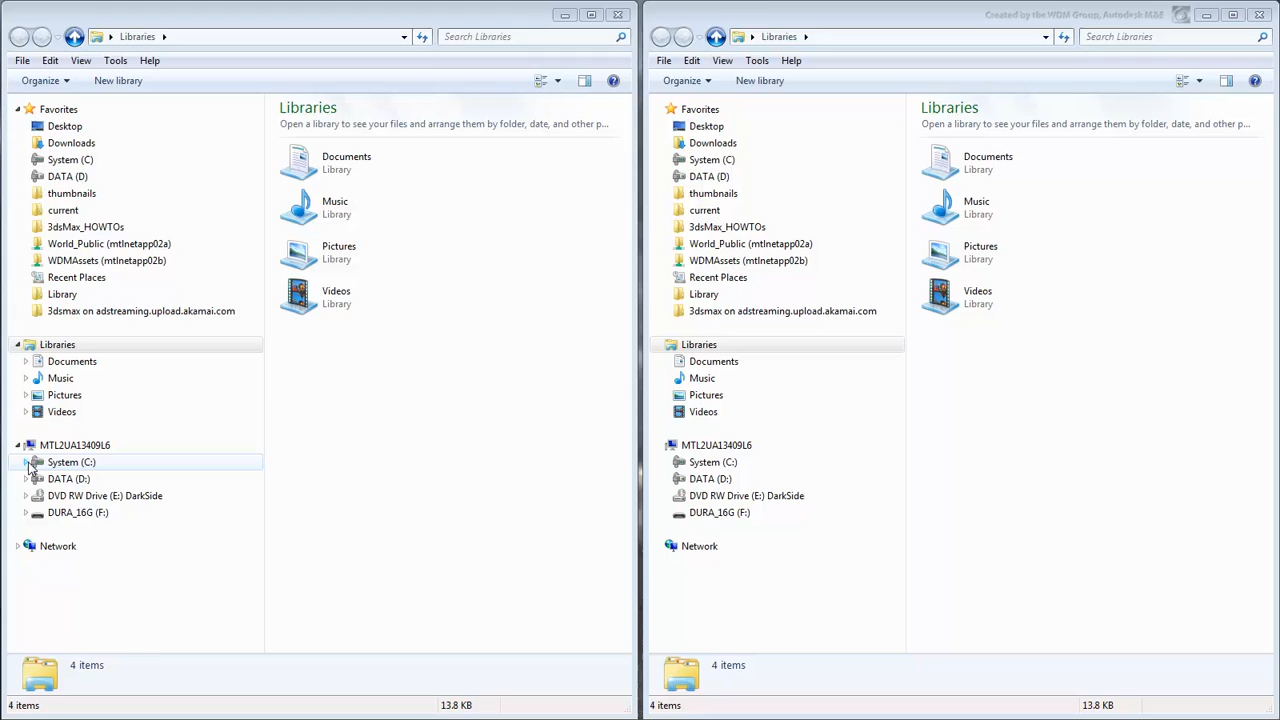 Libraries
Search Libraries
File Edit View Tools Help
Organize New library
Favorites
Desktop
Downloads
System (C)
DATA (D)
thumbnails
current
3dsMax_HOWTOs
World_Public (mtlnetapp02a)
WDMAssets (mtlnetapp02b)
Recent Places
Library
3dsmax on adstreaming.upload.akamai.com
Libraries
Documents
Music
Pictures
Videos
MTL2UA13409L6
System (C:)
DATA (D:)
DVD RW Drive (E:) DarkSide
DURA_16G (F:)
Network
Libraries
Open a library to see your files and arrange them by folder, date, and other p...
Documents
Library
Music
Library
Pictures
Library
Videos
Library
4 items
4 items 13.8 KB
Created by the WDM Group, Autodesk M&E
Libraries
Search Libraries
File Edit View Tools Help
Organize New library
Favorites
Desktop
Downloads
System (C)
DATA (D)
thumbnails
current
3dsMax_HOWTOs
World_Public (mtlnetapp02a)
WDMAssets (mtlnetapp02b)
Recent Places
Library
3dsmax on adstreaming.upload.akamai.com
Libraries
Documents
Music
Pictures
Videos
MTL2UA13409L6
System (C:)
DATA (D:)
DVD RW Drive (E:) DarkSide
DURA_16G (F:)
Network
Libraries
Open a library to see your files and arrange them by folder, date, and other p...
Documents
Library
Music
Library
Pictures
Library
Videos
Library
4 items
4 items 13.8 KB